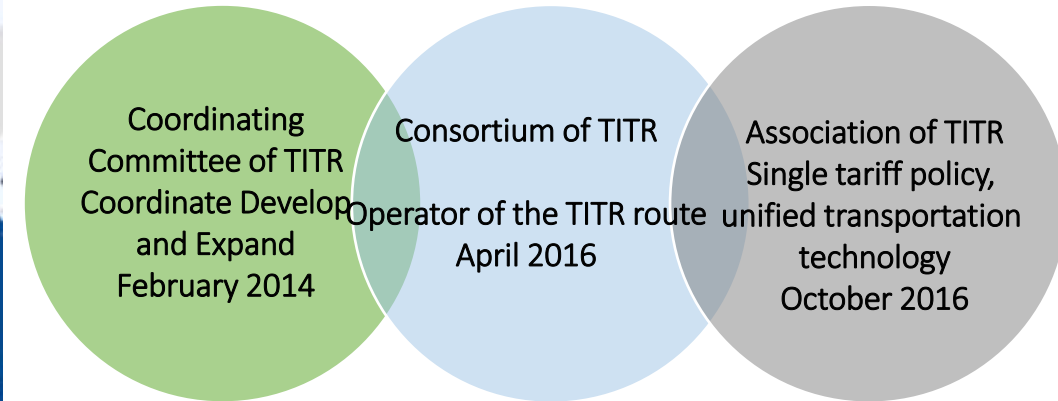 Coordinating
Committee of TITR
Coordinate Develop
and Expand
February 2014
Consortium of TITR
Operator of the TITR route
April 2016
Association of TITR
Single tariff policy,
unified transportation
technology
October 2016